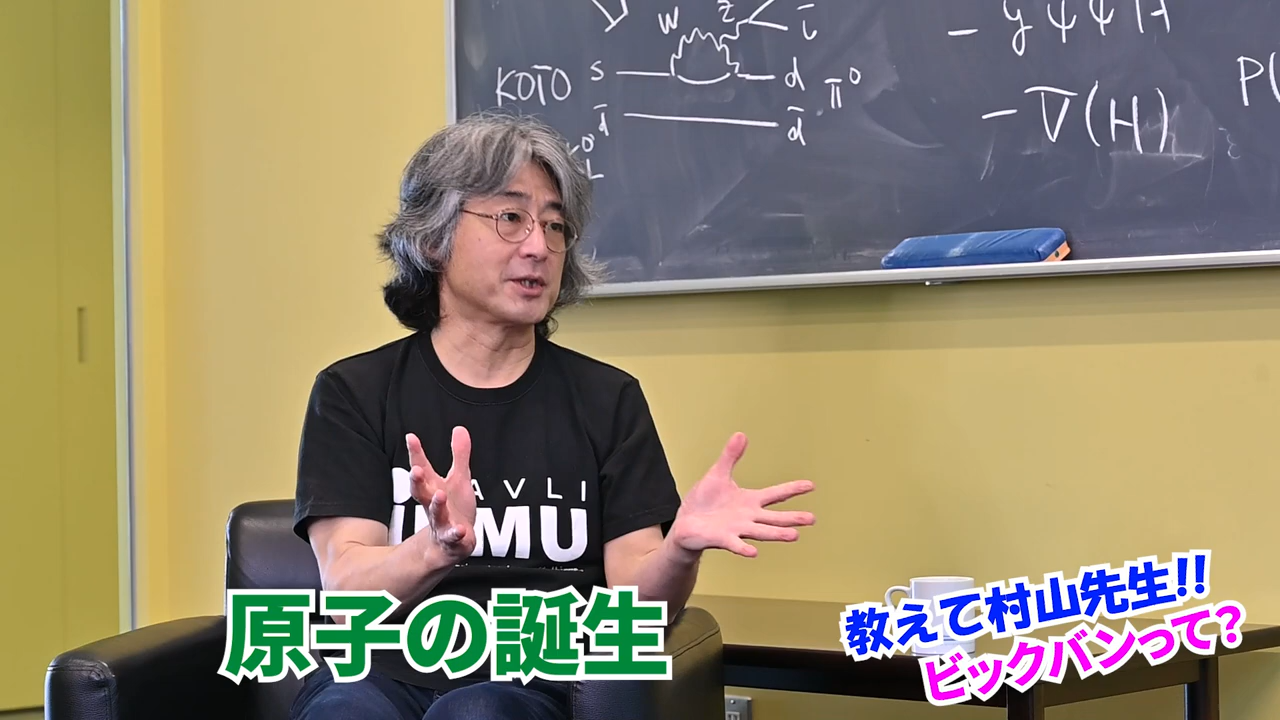 W Z
ū
- y ψ ψ H
KOTO s d π⁰
d̄ d̄
- V(H)
P(
L
AVLI
IPMU
原子の誕生
教えて村山先生!!
ビックバンって?